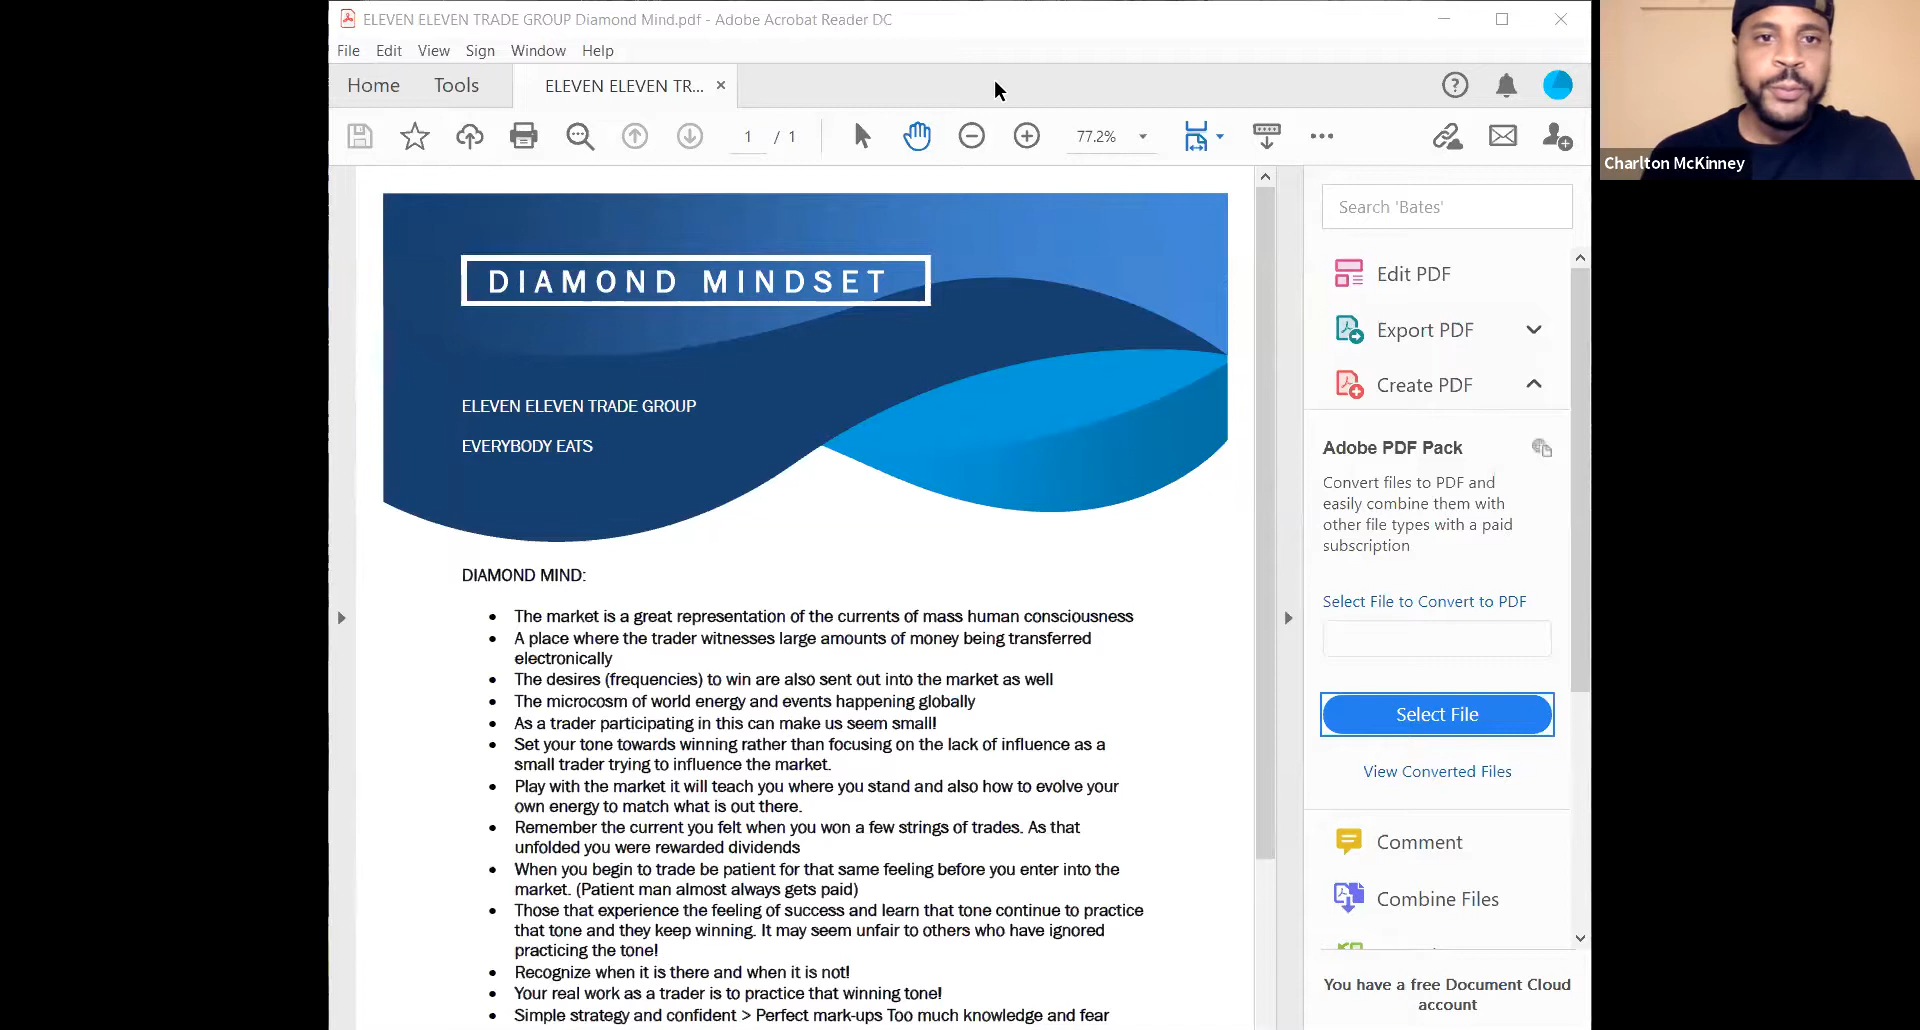 ELEVEN ELEVEN TRADE GROUP Diamond Mind.pdf - Adobe Acrobat Reader DC
File Edit View Sign Window Help
Home Tools ELEVEN ELEVEN TR... ×
1 / 1 77.2%
Charlton McKinney
DIAMOND MINDSET
ELEVEN ELEVEN TRADE GROUP
EVERYBODY EATS
DIAMOND MIND:
• The market is a great representation of the currents of mass human consciousness
• A place where the trader witnesses large amounts of money being transferred
electronically
• The desires (frequencies) to win are also sent out into the market as well
• The microcosm of world energy and events happening globally
• As a trader participating in this can make us seem small!
• Set your tone towards winning rather than focusing on the lack of influence as a
small trader trying to influence the market.
• Play with the market it will teach you where you stand and also how to evolve your
own energy to match what is out there.
• Remember the current you felt when you won a few strings of trades. As that
unfolded you were rewarded dividends
• When you begin to trade be patient for that same feeling before you enter into the
market. (Patient man almost always gets paid)
• Those that experience the feeling of success and learn that tone continue to practice
that tone and they keep winning. It may seem unfair to others who have ignored
practicing the tone!
• Recognize when it is there and when it is not!
• Your real work as a trader is to practice that winning tone!
• Simple strategy and confident > Perfect mark-ups Too much knowledge and fear
Search 'Bates'
Edit PDF
Export PDF
Create PDF
Adobe PDF Pack
Convert files to PDF and
easily combine them with
other file types with a paid
subscription
Select File to Convert to PDF
Select File
View Converted Files
Comment
Combine Files
You have a free Document Cloud
account